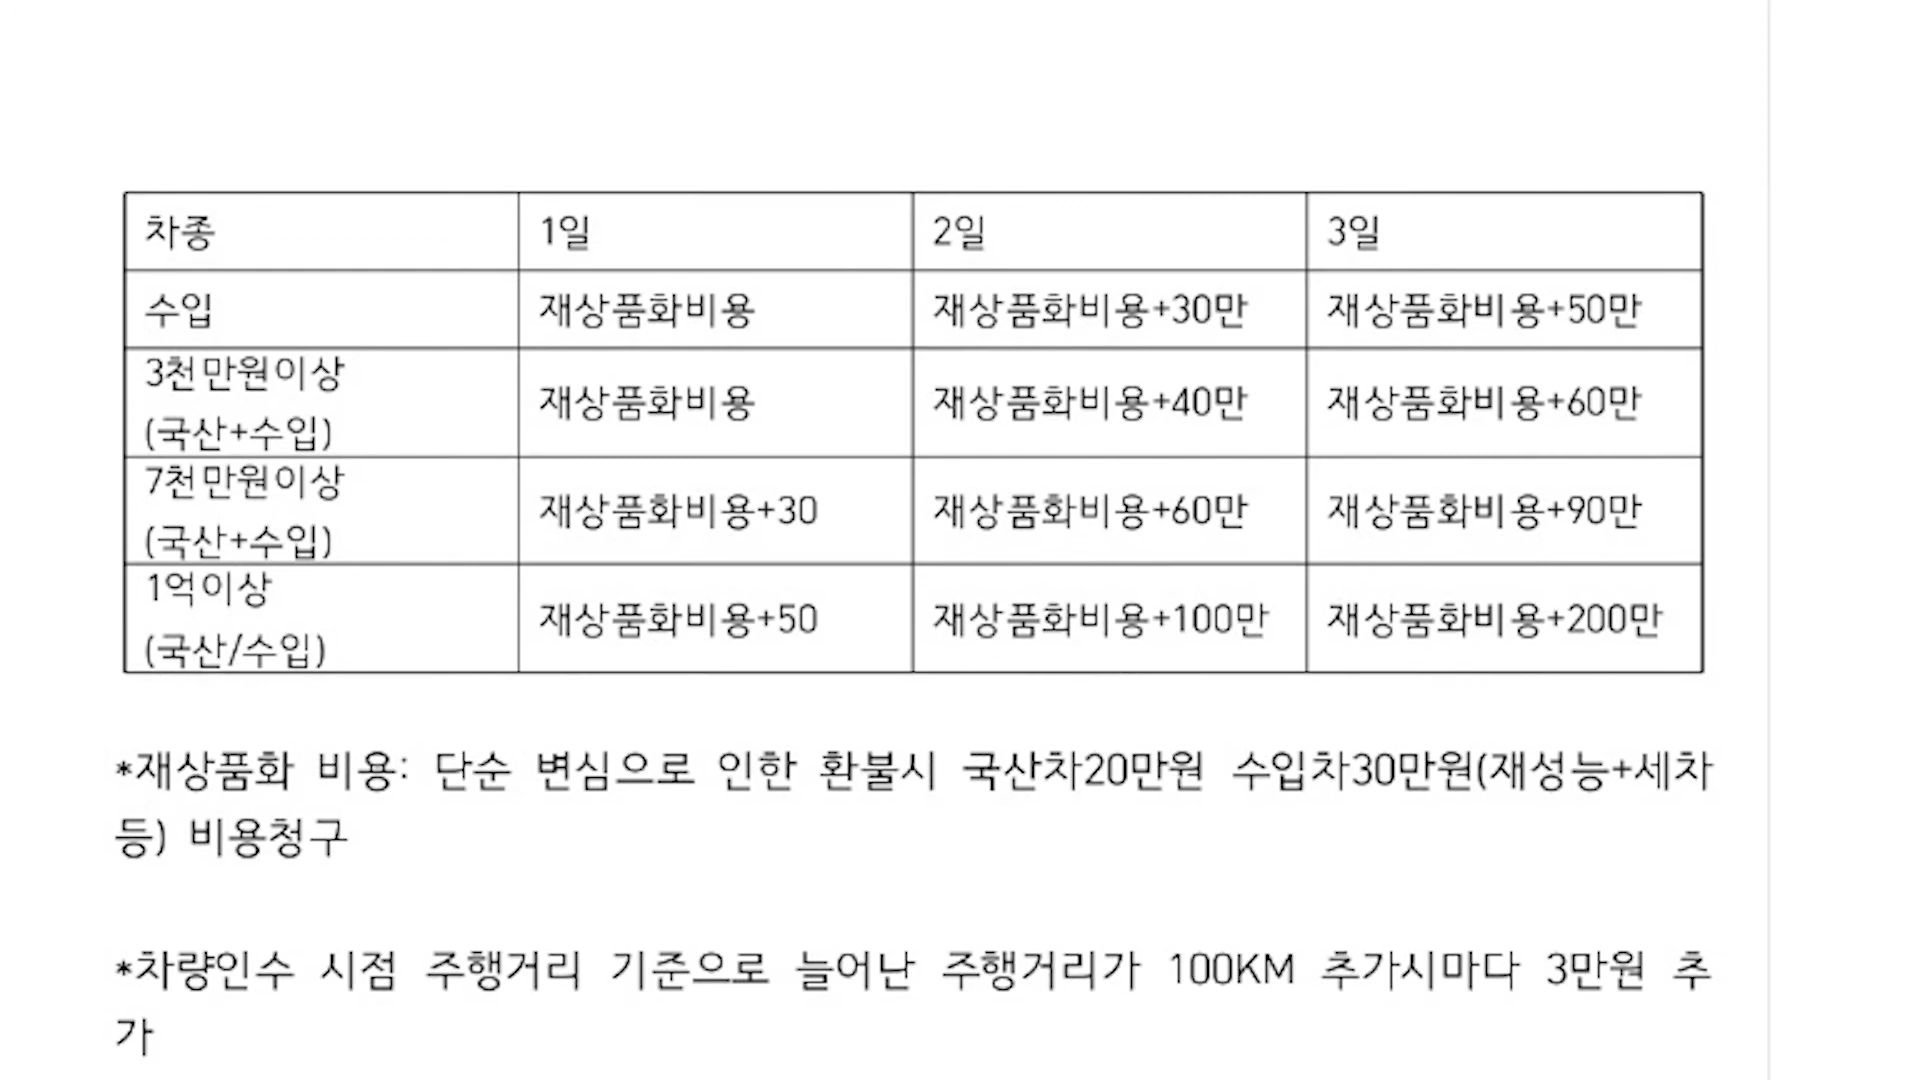 차종 1일 2일 3일
수입 재상품화비용 재상품화비용+30만 재상품화비용+50만
3천만원이상
(국산+수입) 재상품화비용 재상품화비용+40만 재상품화비용+60만
7천만원이상
(국산+수입) 재상품화비용+30 재상품화비용+60만 재상품화비용+90만
1억이상
(국산/수입) 재상품화비용+50 재상품화비용+100만 재상품화비용+200만
*재상품화 비용: 단순 변심으로 인한 환불시 국산차20만원 수입차30만원(재성능+세차
등) 비용청구
*차량인수 시점 주행거리 기준으로 늘어난 주행거리가 100KM 추가시마다 3만원 추
가